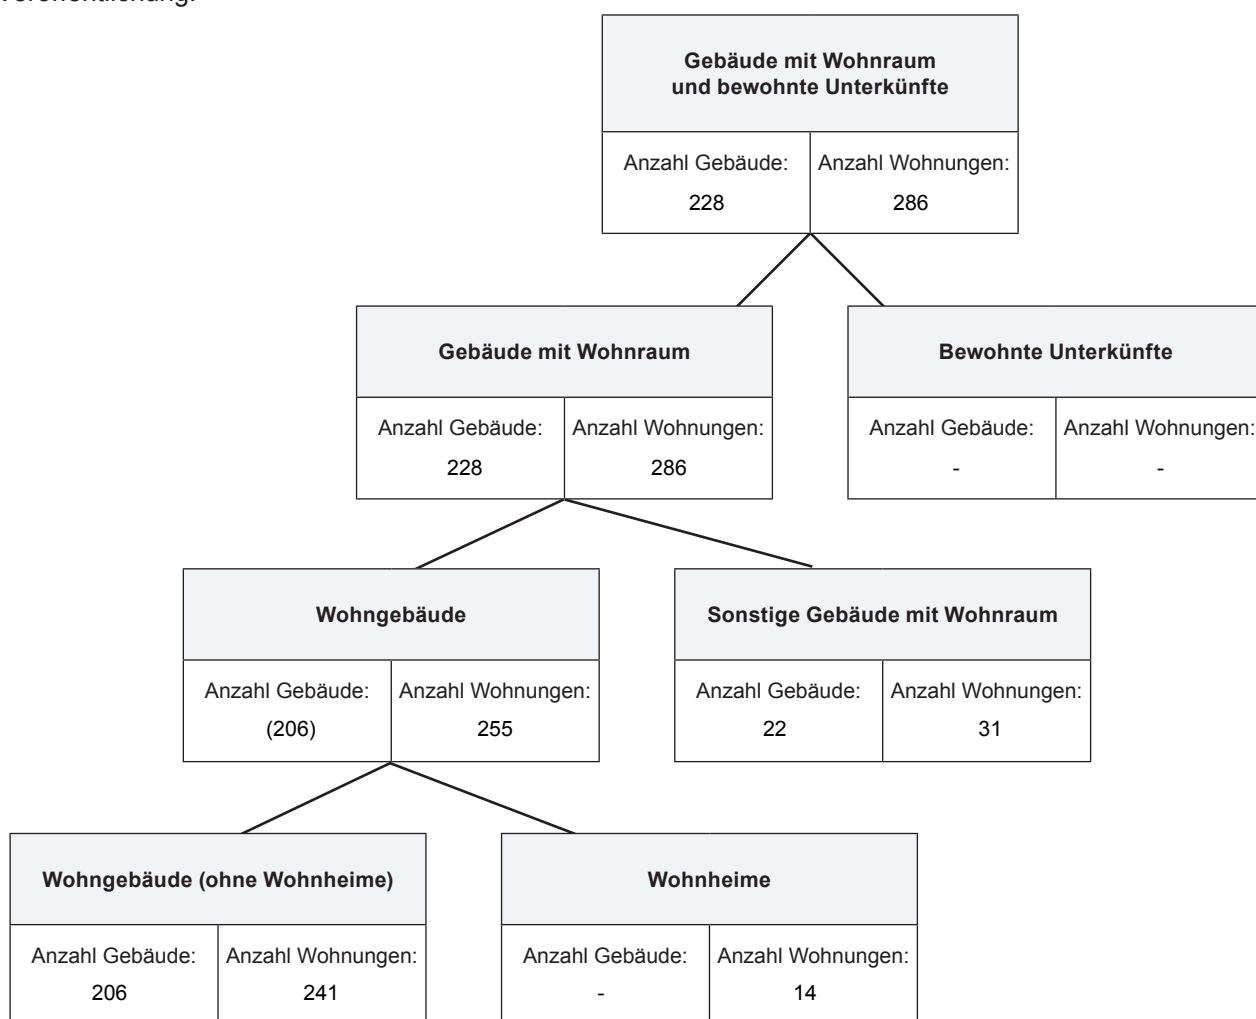 Veröffentlichung.
Gebäude mit Wohnraum
und bewohnte Unterkünfte
Anzahl Gebäude: Anzahl Wohnungen:
228 286
Gebäude mit Wohnraum Bewohnte Unterkünfte
Anzahl Gebäude: Anzahl Wohnungen: Anzahl Gebäude: Anzahl Wohnungen:
228 286 - -
Wohngebäude Sonstige Gebäude mit Wohnraum
Anzahl Gebäude: Anzahl Wohnungen: Anzahl Gebäude: Anzahl Wohnungen:
(206) 255 22 31
Wohngebäude (ohne Wohnheime) Wohnheime
Anzahl Gebäude: Anzahl Wohnungen: Anzahl Gebäude: Anzahl Wohnungen:
206 241 - 14